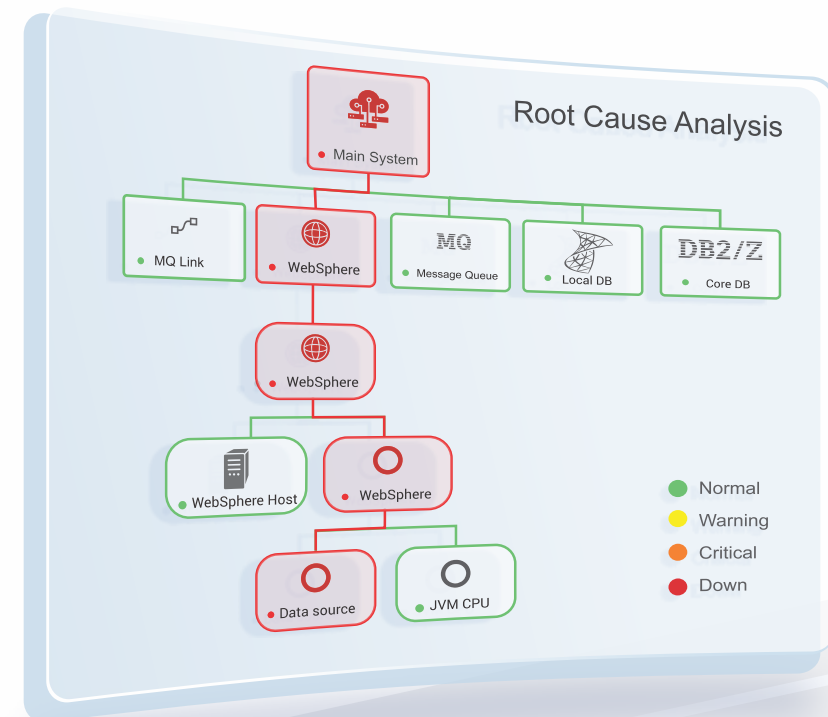 Root Cause Analysis
Main System
MQ Link
WebSphere
MQ
Message Queue
Local DB
DB2/Z
Core DB
WebSphere
WebSphere Host
WebSphere
Data source
JVM CPU
Normal
Warning
Critical
Down